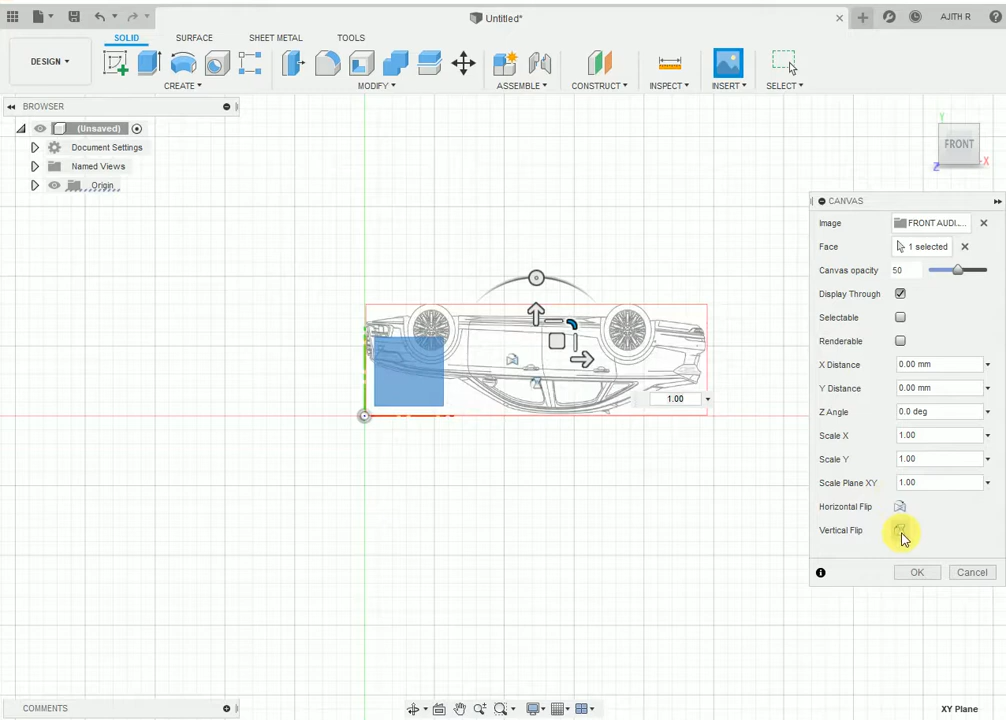 Untitled*
AJITH R
SOLID SURFACE SHEET METAL TOOLS
DESIGN
CREATE MODIFY ASSEMBLE CONSTRUCT INSPECT INSERT SELECT
BROWSER
(Unsaved)
Document Settings
Named Views
Origin
Y
FRONT
Z
X
CANVAS
Image FRONT AUDI....
Face 1 selected
Canvas opacity 50
Display Through
Selectable
Renderable
X Distance 0.00 mm
Y Distance 0.00 mm
Z Angle 0.0 deg
Scale X 1.00
Scale Y 1.00
Scale Plane XY 1.00
Horizontal Flip
Vertical Flip
OK Cancel
1.00
COMMENTS
XY Plane